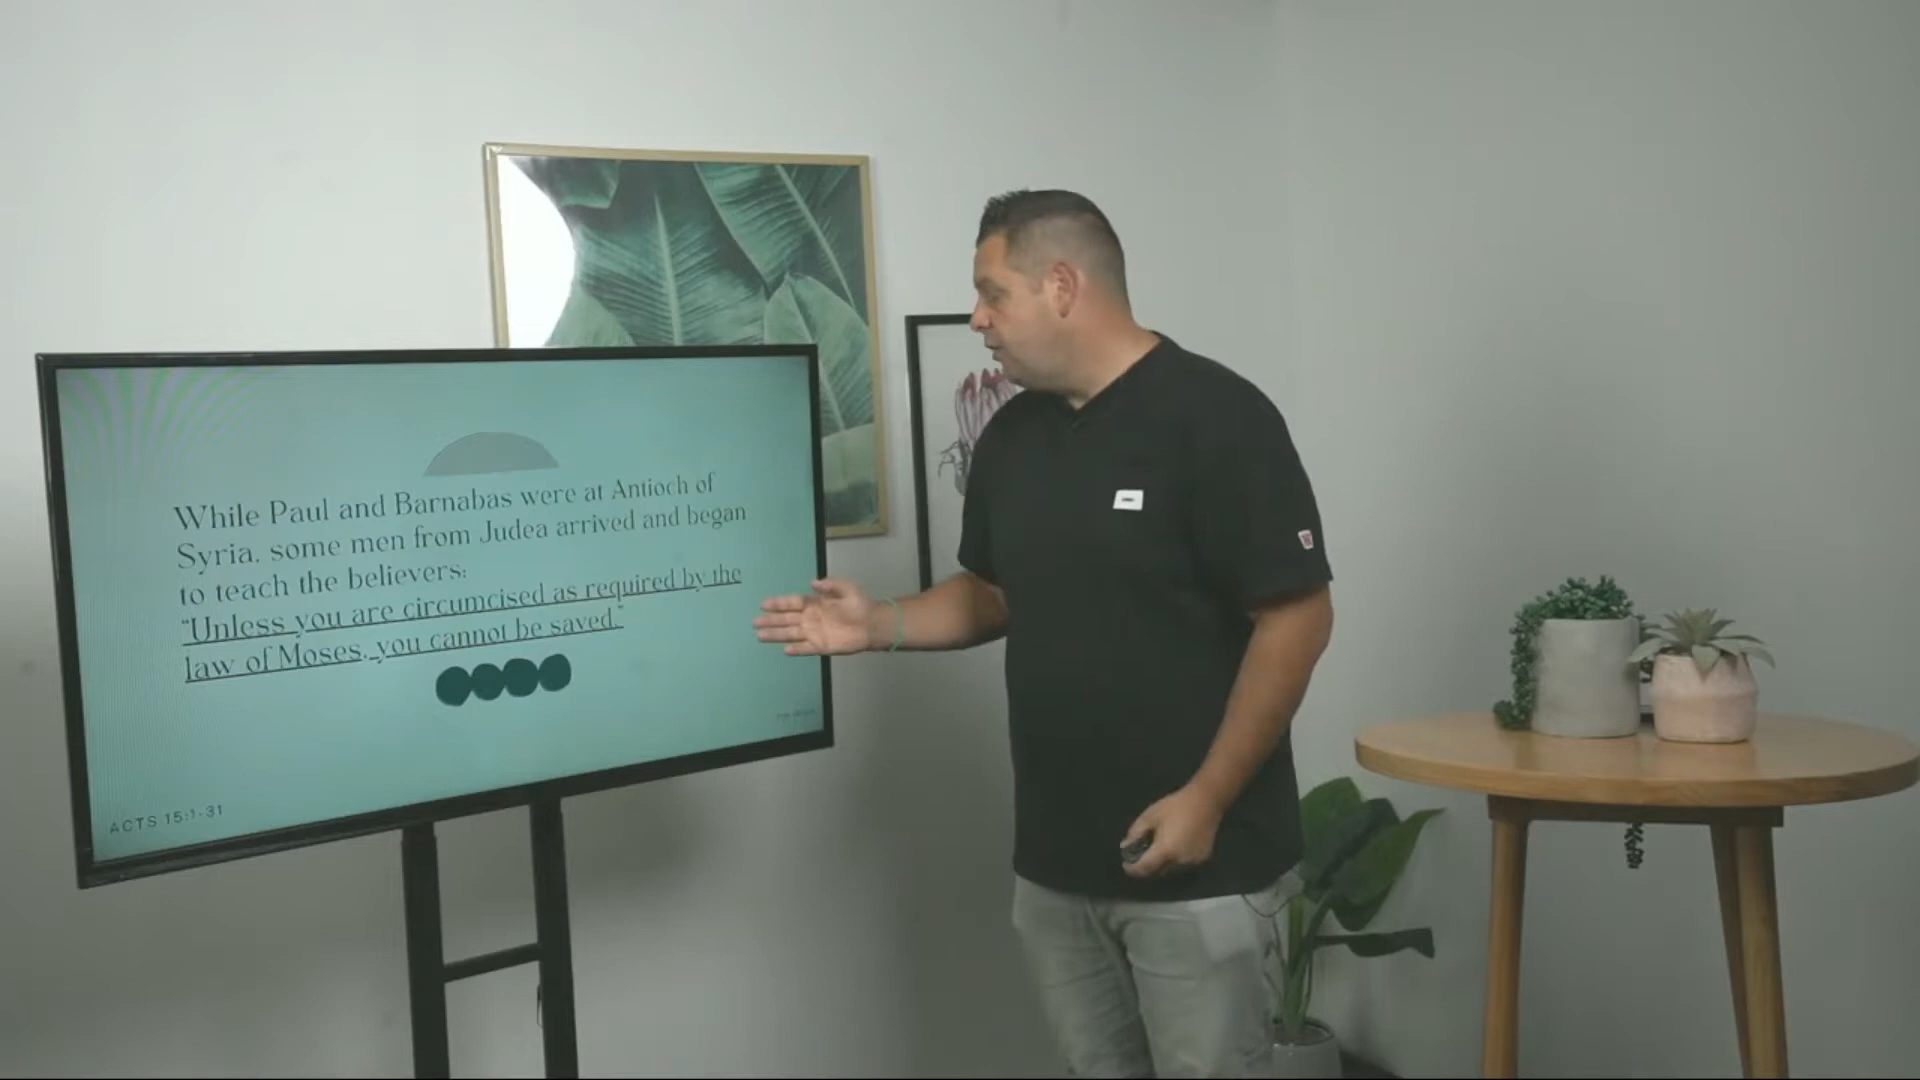 While Paul and Barnabas were at Antioch of
Syria, some men from Judea arrived and began
to teach the believers:
“Unless you are circumcised as required by the
law of Moses, you cannot be saved.”
ACTS 15:1-31